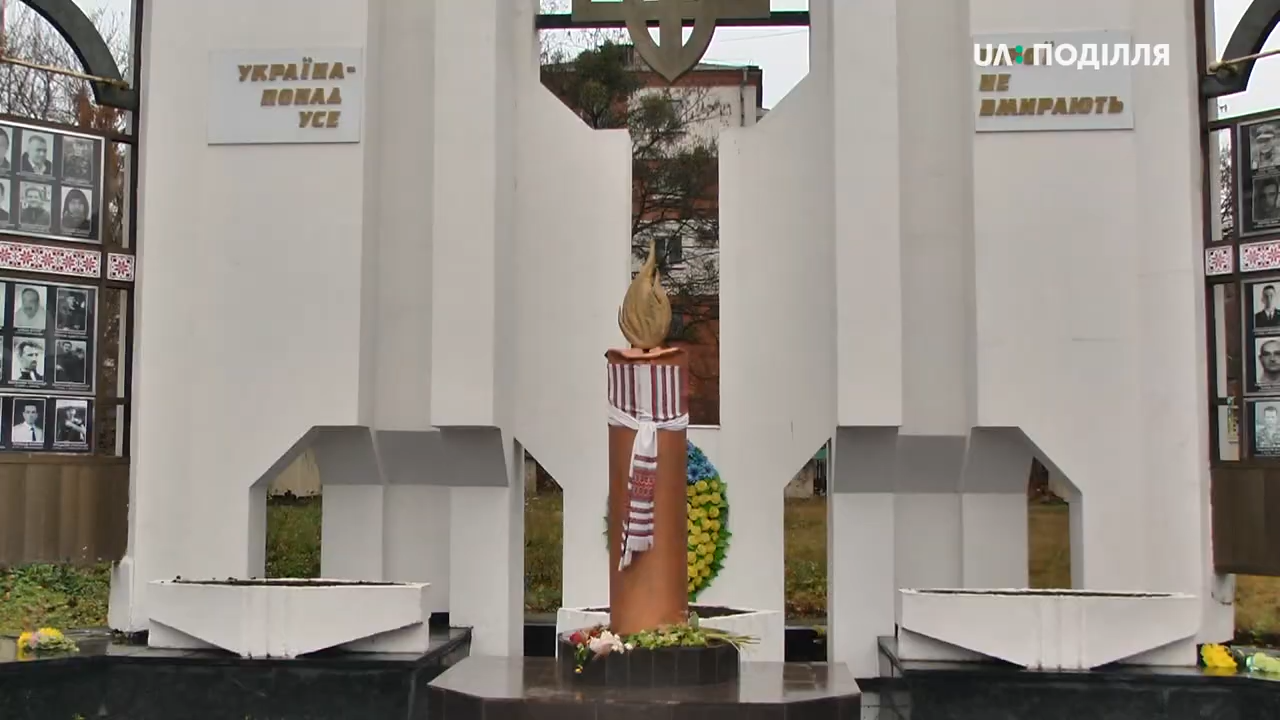 УКРАЇНА-
ПОНАД
УСЕ
UA:ПОДІЛЛЯ
НЕ
ВМИРАЮТЬ